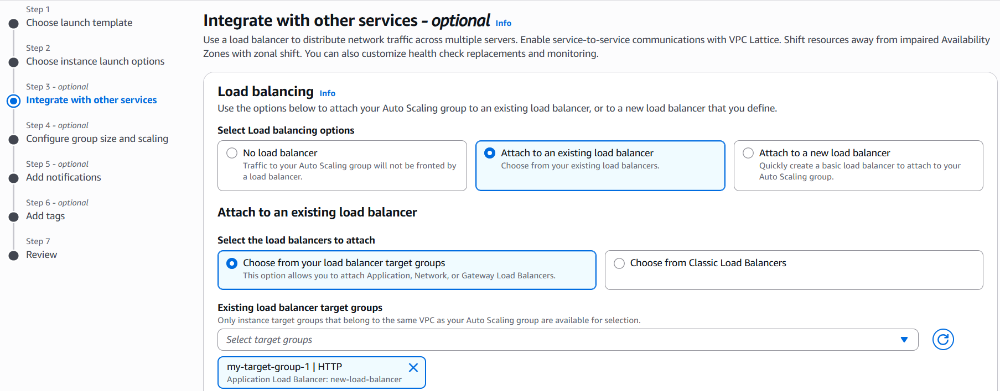 Step 1
Choose launch template
Step 2
Choose instance launch options
Step 3 - optional
Integrate with other services
Step 4 - optional
Configure group size and scaling
Step 5 - optional
Add notifications
Step 6 - optional
Add tags
Step 7
Review
Integrate with other services - optional Info
Use a load balancer to distribute network traffic across multiple servers. Enable service-to-service communications with VPC Lattice. Shift resources away from impaired Availability
Zones with zonal shift. You can also customize health check replacements and monitoring.
Load balancing Info
Use the options below to attach your Auto Scaling group to an existing load balancer, or to a new load balancer that you define.
Select Load balancing options
No load balancer
Traffic to your Auto Scaling group will not be fronted by
a load balancer.
Attach to an existing load balancer
Choose from your existing load balancers.
Attach to a new load balancer
Quickly create a basic load balancer to attach to your
Auto Scaling group.
Attach to an existing load balancer
Select the load balancers to attach
Choose from your load balancer target groups
This option allows you to attach Application, Network, or Gateway Load Balancers.
Choose from Classic Load Balancers
Existing load balancer target groups
Only instance target groups that belong to the same VPC as your Auto Scaling group are available for selection.
Select target groups
my-target-group-1 | HTTP
Application Load Balancer: new-load-balancer